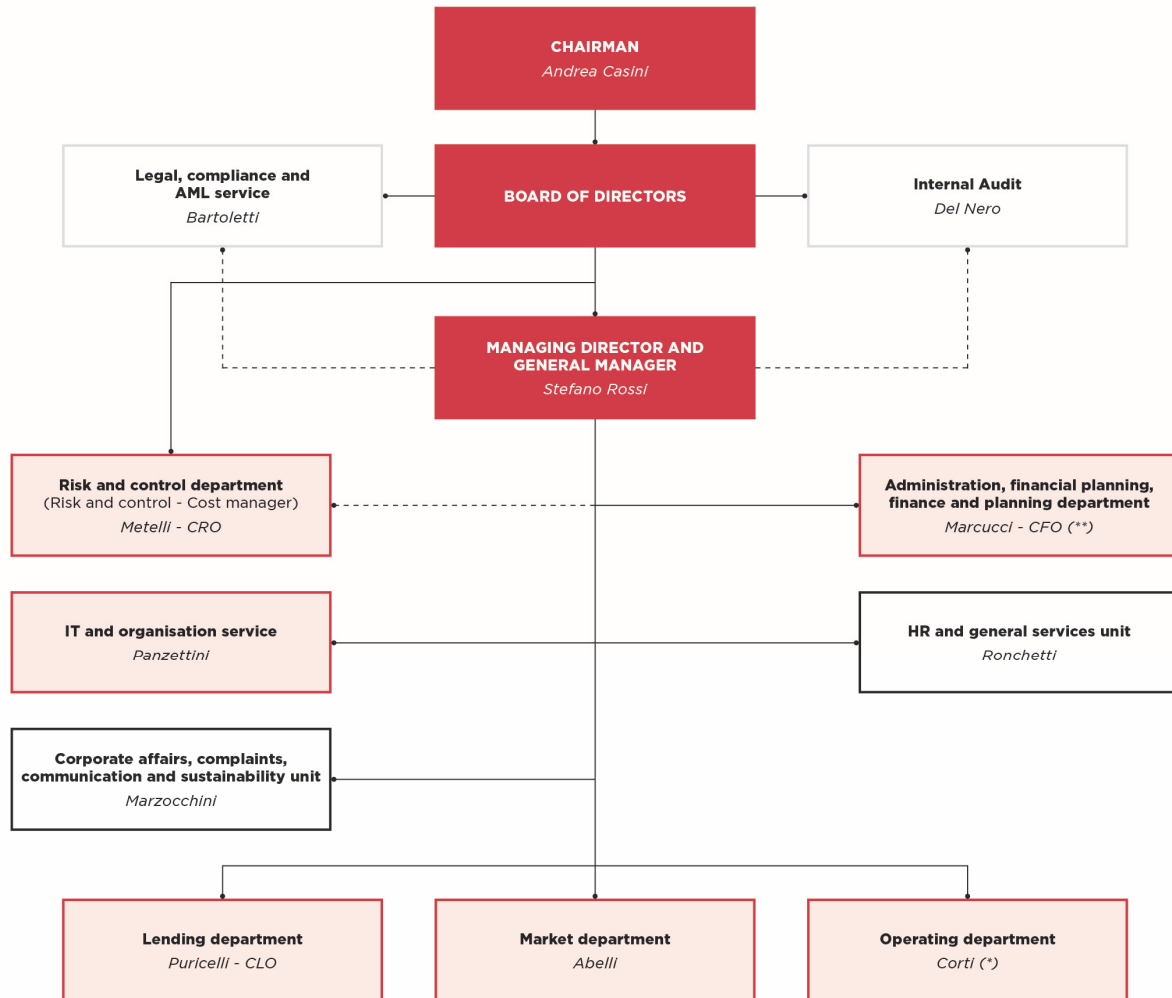 CHAIRMAN
Andrea Casini
Legal, compliance and
AML service
Bartoletti
BOARD OF DIRECTORS
Internal Audit
Del Nero
MANAGING DIRECTOR AND
GENERAL MANAGER
Stefano Rossi
Risk and control department
(Risk and control - Cost manager)
Metelli - CRO
Administration, financial planning,
finance and planning department
Marcucci - CFO (**)
IT and organisation service
Panzettini
HR and general services unit
Ronchetti
Corporate affairs, complaints,
communication and sustainability unit
Marzocchini
Lending department
Puricelli - CLO
Market department
Abelli
Operating department
Corti (*)